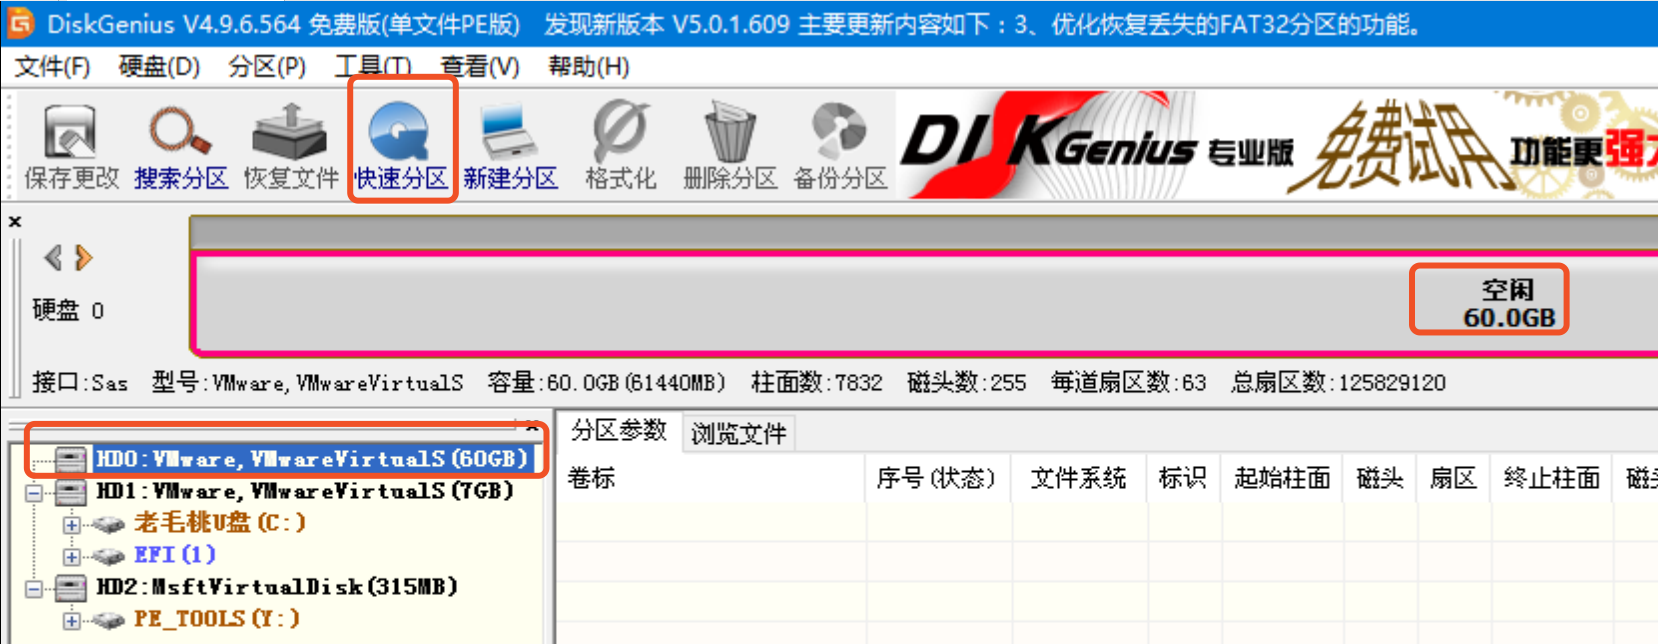 DiskGenius V4.9.6.564 免费版(单文件PE版) 发现新版本 V5.0.1.609 主要更新内容如下：3、优化恢复丢失的FAT32分区的功能。
文件(F) 硬盘(D) 分区(P) 工具(T) 查看(V) 帮助(H)
保存更改 搜索分区 恢复文件 快速分区 新建分区 格式化 删除分区 备份分区
DISKGenius 专业版 免费试用 功能更强
空闲
60.0GB
硬盘 0
接口:Sas 型号:VMware,VMwareVirtualS 容量:60.0GB(61440MB) 柱面数:7832 磁头数:255 每道扇区数:63 总扇区数:125829120
分区参数 浏览文件
卷标 序号(状态) 文件系统 标识 起始柱面 磁头 扇区 终止柱面 磁
HD0:VMware,VMwareVirtualS(60GB)
HD1:VMware,VMwareVirtualS(7GB)
老毛桃U盘(C:)
EFI(1)
HD2:MsftVirtualDisk(315MB)
PE_TOOLS(Y:)